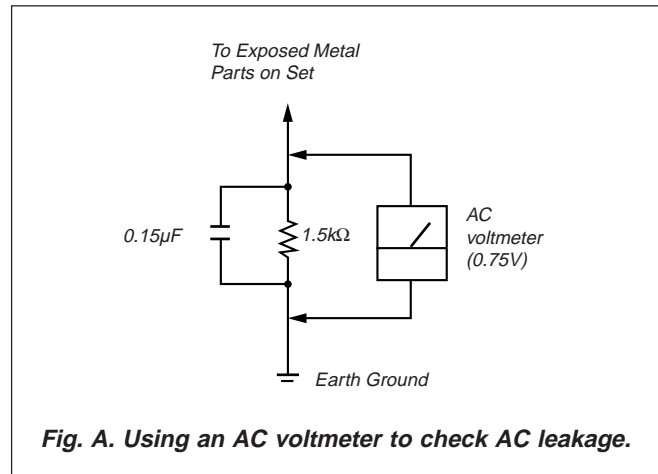 To Exposed Metal
Parts on Set
0.15µF
1.5kΩ
AC
voltmeter
(0.75V)
Earth Ground
Fig. A. Using an AC voltmeter to check AC leakage.